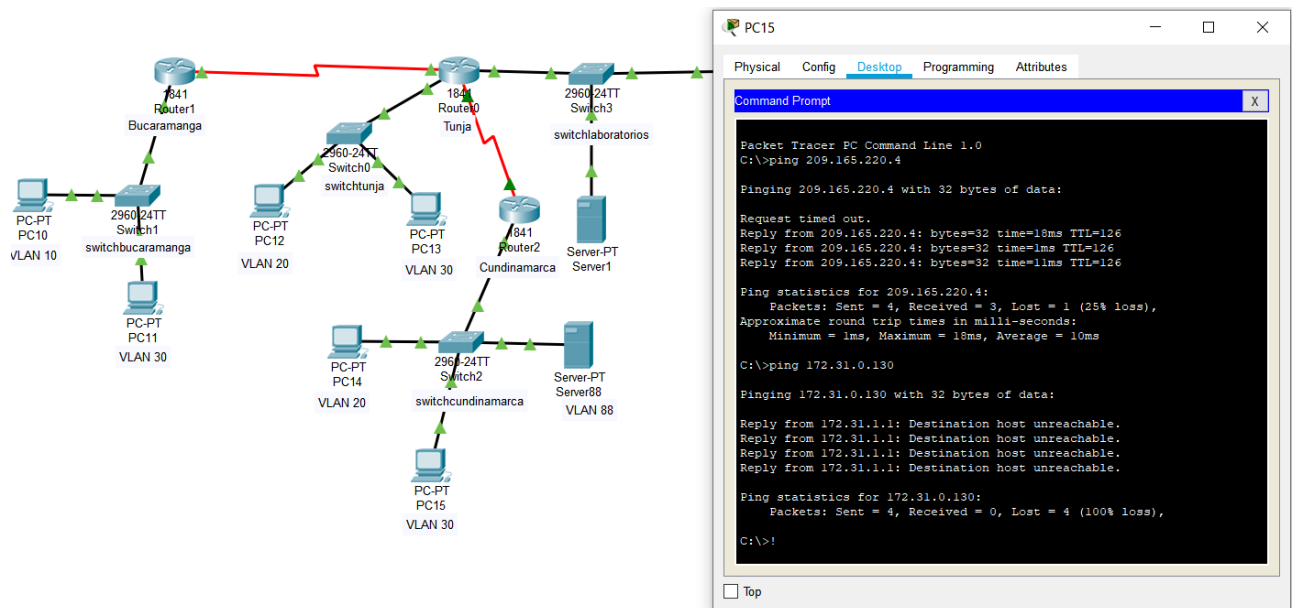 1841
Router1
Bucaramanga
1841
Router0
Tunja
2960-24TT
Switch3
switchlaboratorios
2960-24TT
Switch0
switchtunja
PC-PT
PC10
VLAN 10
2960-24TT
Switch1
switchbucaramanga
PC-PT
PC12
VLAN 20
PC-PT
PC13
VLAN 30
1841
Router2
Cundinamarca
Server-PT
Server1
PC-PT
PC11
VLAN 30
PC-PT
PC14
VLAN 20
2960-24TT
Switch2
switchcundinamarca
Server-PT
Server88
VLAN 88
PC-PT
PC15
VLAN 30
PC15
Physical Config Desktop Programming Attributes
Command Prompt
X
Packet Tracer PC Command Line 1.0
C:\>ping 209.165.220.4
Pinging 209.165.220.4 with 32 bytes of data:
Request timed out.
Reply from 209.165.220.4: bytes=32 time=18ms TTL=126
Reply from 209.165.220.4: bytes=32 time=1ms TTL=126
Reply from 209.165.220.4: bytes=32 time=11ms TTL=126
Ping statistics for 209.165.220.4:
Packets: Sent = 4, Received = 3, Lost = 1 (25% loss),
Approximate round trip times in milli-seconds:
Minimum = 1ms, Maximum = 18ms, Average = 10ms
C:\>ping 172.31.0.130
Pinging 172.31.0.130 with 32 bytes of data:
Reply from 172.31.1.1: Destination host unreachable.
Reply from 172.31.1.1: Destination host unreachable.
Reply from 172.31.1.1: Destination host unreachable.
Reply from 172.31.1.1: Destination host unreachable.
Ping statistics for 172.31.0.130:
Packets: Sent = 4, Received = 0, Lost = 4 (100% loss),
C:\>!
Top